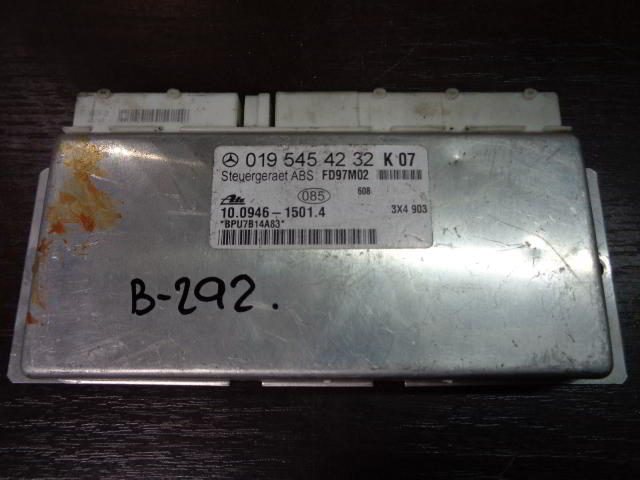 019 545 42 32 K 07
Steuergeraet ABS FD97M02
Ate 085 608
10.0946-1501.4 3X4 903
*BPU7B14A83*
B-292.